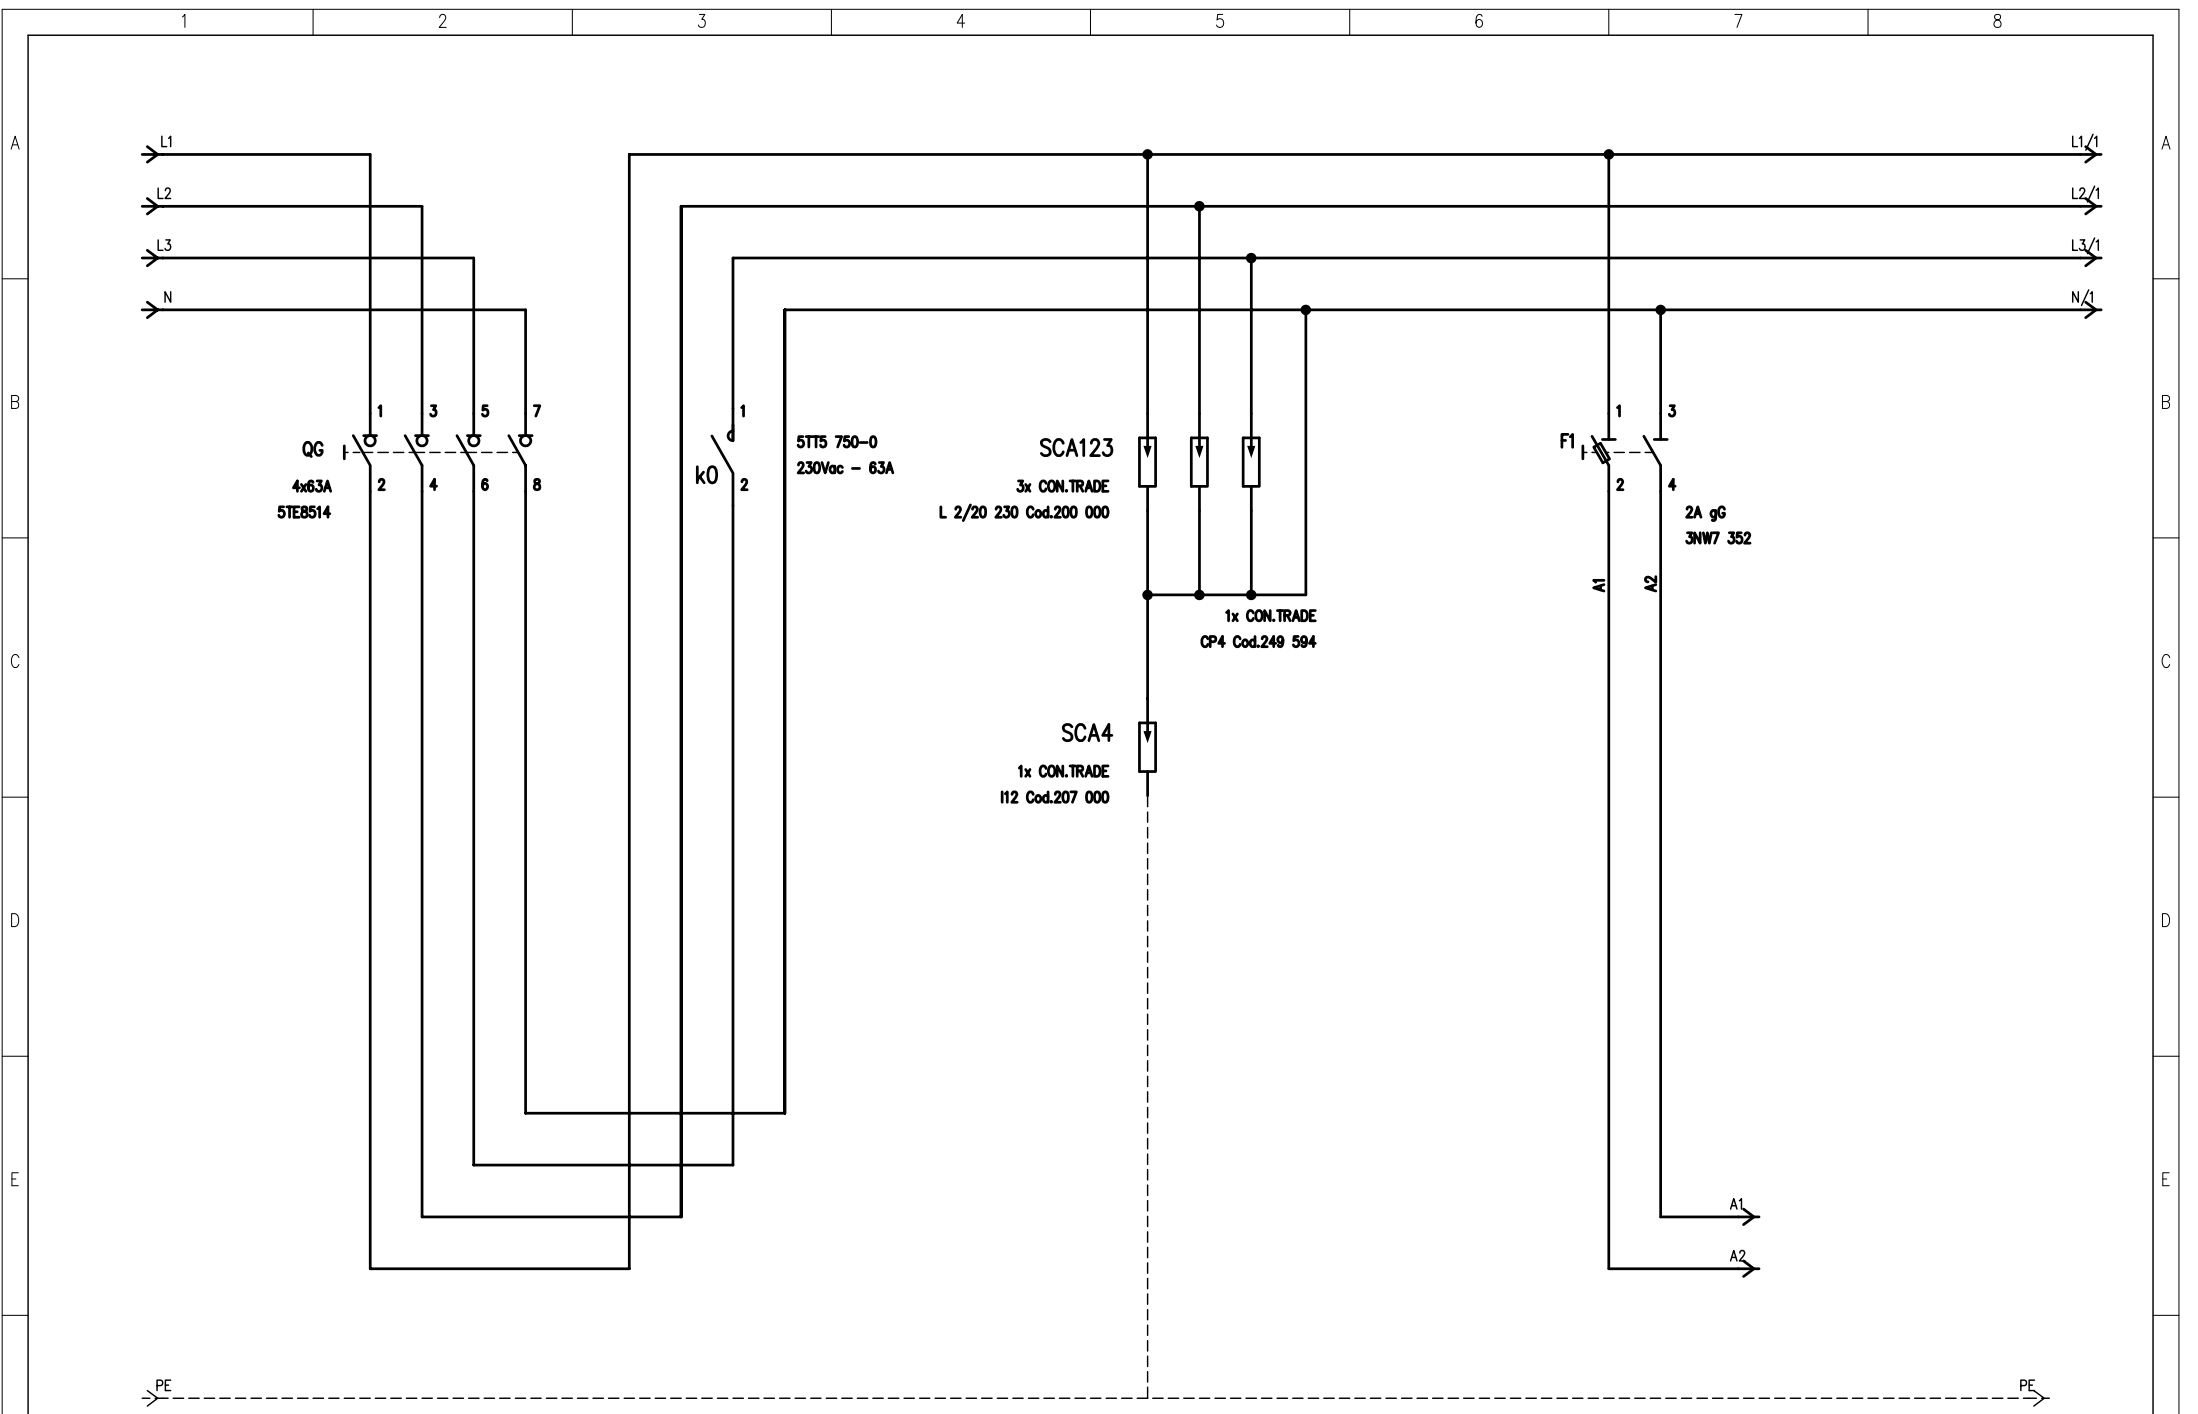 1 2 3 4 5 6 7 8
A A
L1 L1/1
L2 L2/1
L3 L3/1
N N/1
B B
1 3 5 7
1
1 3
QG
5TT5 750-0
230Vac - 63A
SCA123
F1
k0
4x63A
5TE8514
2 4 6 8
2
3x CON.TRADE
L 2/20 230 Cod.200 000
2 4
2A gG
3NW7 352
A1 A2
1x CON.TRADE
CP4 Cod.249 594
C C
SCA4
1x CON.TRADE
I12 Cod.207 000
D D
E E
A1
A2
PE PE